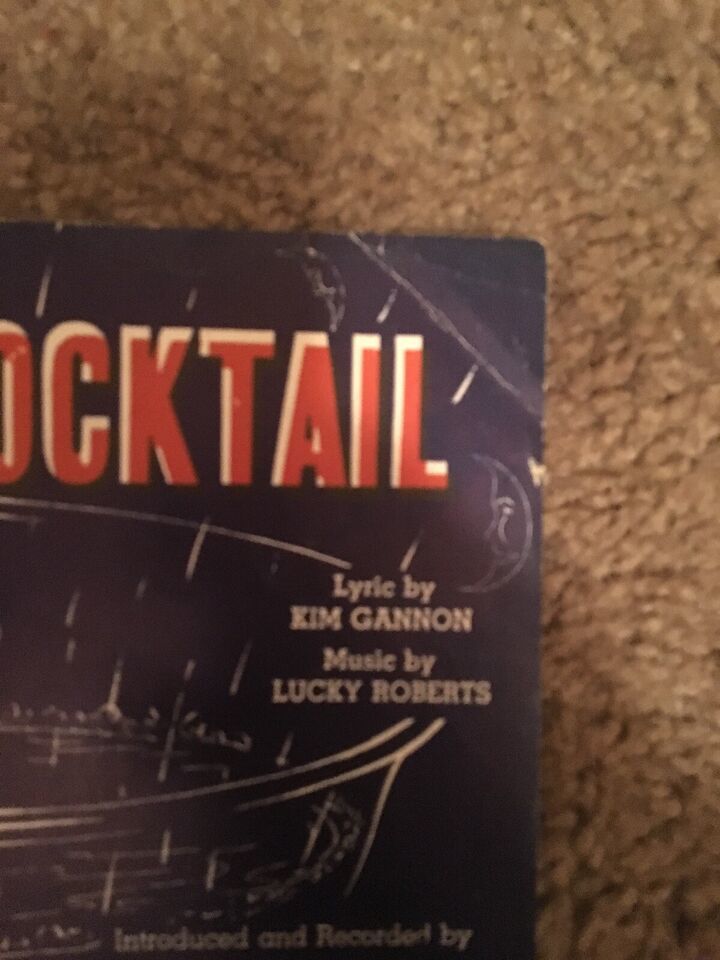 OCKTAIL
Lyric by
KIM GANNON
Music by
LUCKY ROBERTS
Introduced and Recorded by